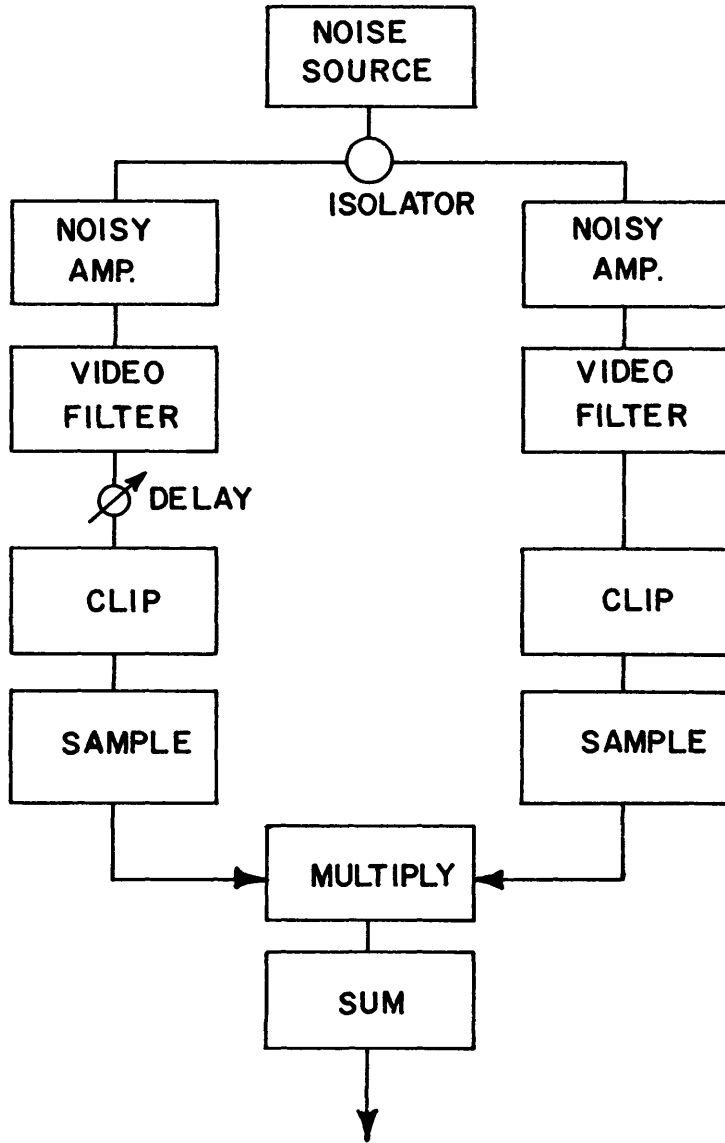 NOISE
SOURCE
ISOLATOR
NOISY
AMP.
NOISY
AMP.
VIDEO
FILTER
VIDEO
FILTER
DELAY
CLIP
CLIP
SAMPLE
SAMPLE
MULTIPLY
SUM